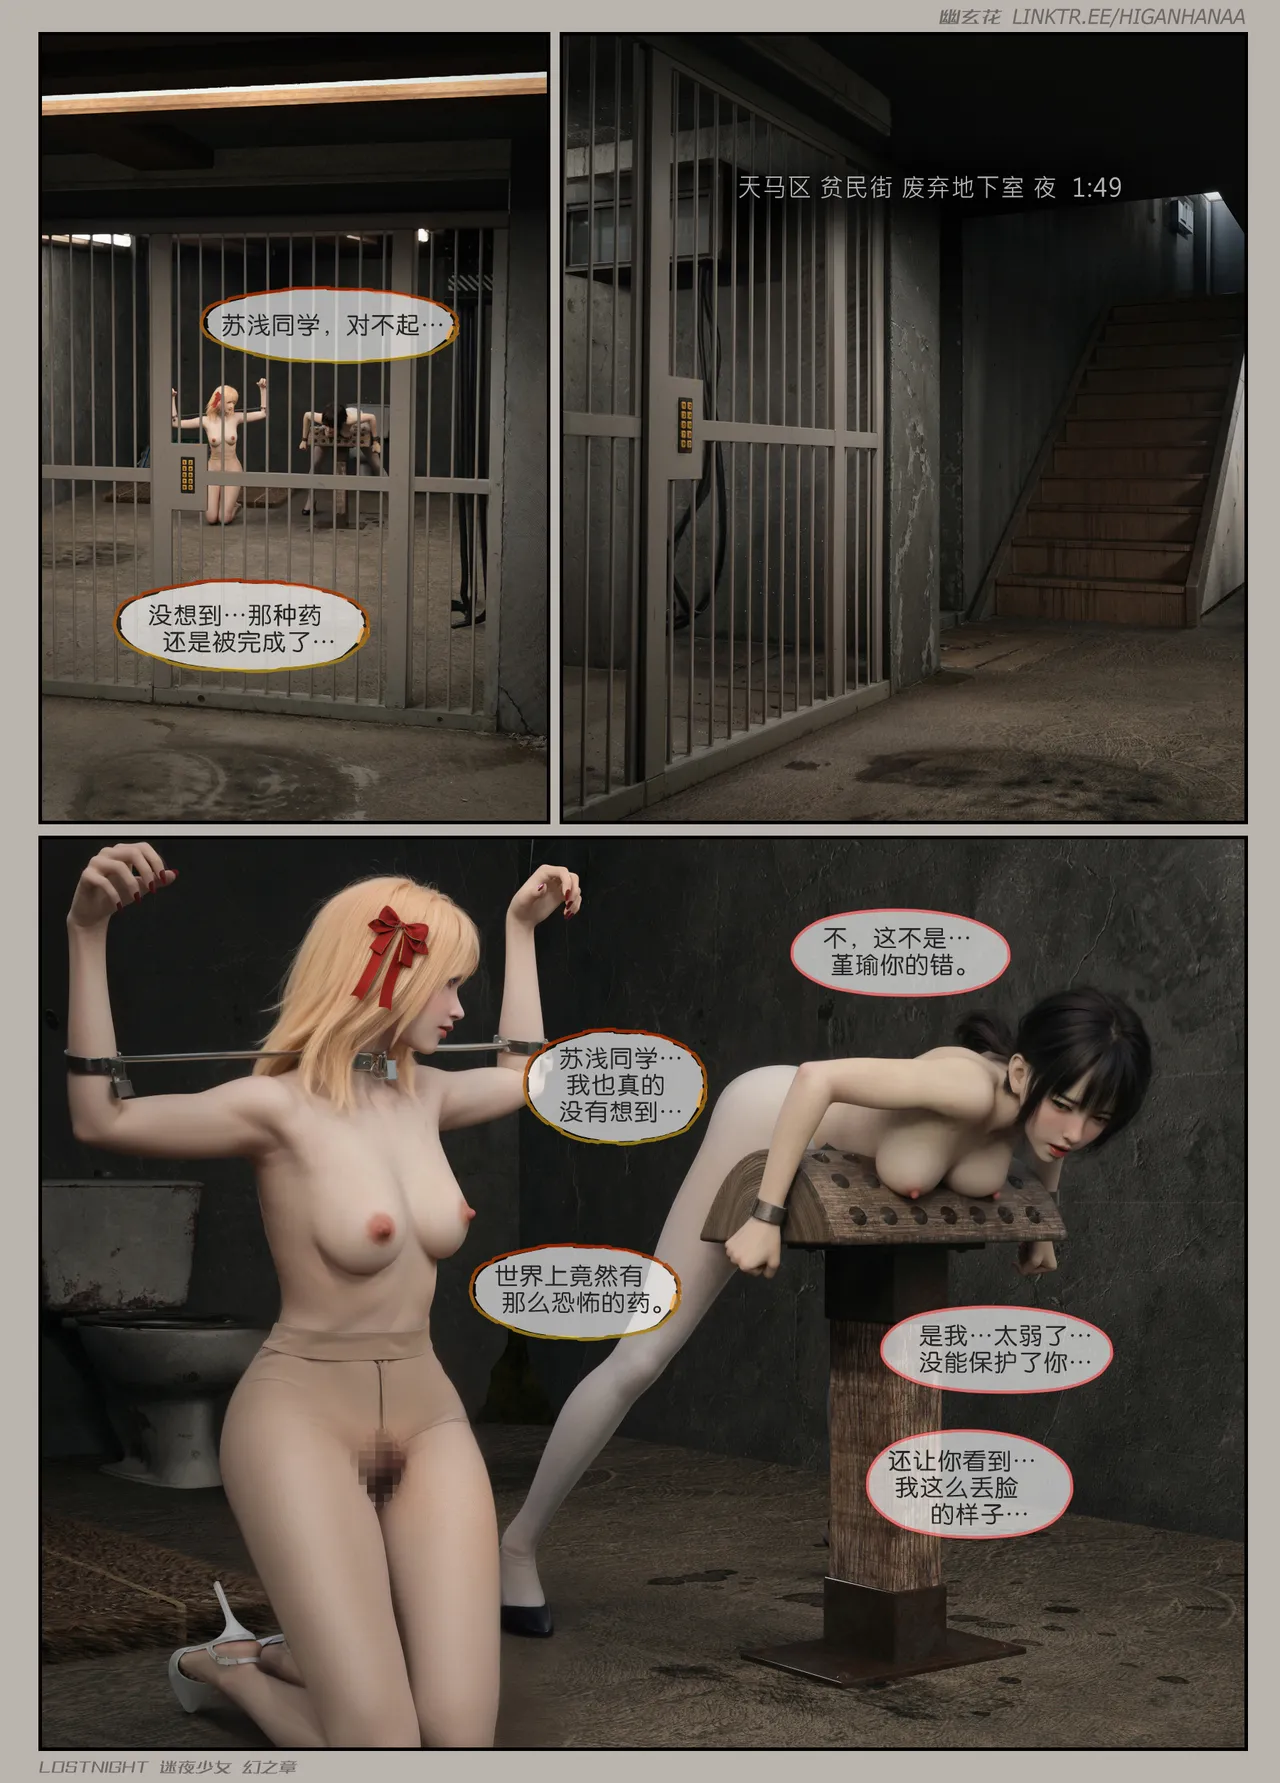 幽玄花 LINKTR.EE/HIGANHANAA
苏浅同学，对不起…
没想到…那种药
还是被完成了…
天马区 贫民街 废弃地下室 夜 1:49
不，这不是…
堇瑜你的错。
苏浅同学…
我也真的
没有想到…
世界上竟然有
那么恐怖的药。
是我…太弱了…
没能保护了你…
还让你看到…
我这么丢脸
的样子…
LOSTNIGHT 迷夜少女 幻之章